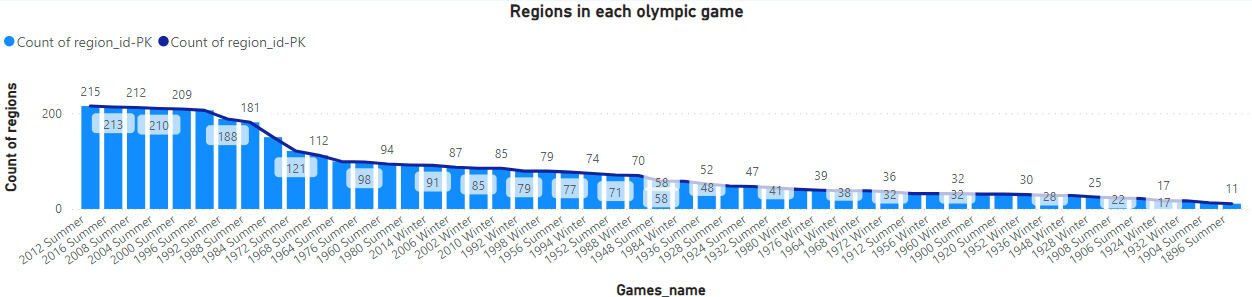 Regions in each olympic game
Count of region_id-PK Count of region_id-PK
Count of regions
200
0
215 213 212 210 209 188 181 121 112 98 94 91 87 85 85 79 79 77 74 71 70 58 58 52 48 47 41 39 38 36 32 32 32 30 28 25 22 17 17 11
2012 Summer
2016 Summer
2008 Summer
2004 Summer
2000 Summer
1996 Summer
1992 Summer
1988 Summer
1984 Summer
1972 Summer
1968 Summer
1964 Summer
1976 Summer
1960 Summer
1980 Summer
2014 Winter
2006 Winter
2002 Winter
2010 Winter
1992 Winter
1998 Winter
1956 Summer
1994 Winter
1952 Summer
1988 Winter
1948 Summer
1984 Winter
1936 Summer
1928 Summer
1924 Summer
1932 Summer
1980 Winter
1976 Winter
1964 Winter
1968 Winter
1972 Winter
1912 Summer
1956 Winter
1960 Winter
1900 Summer
1920 Summer
1952 Winter
1936 Winter
1948 Winter
1928 Winter
1908 Summer
1906 Summer
1924 Winter
1932 Winter
1904 Summer
1896 Summer
Games_name